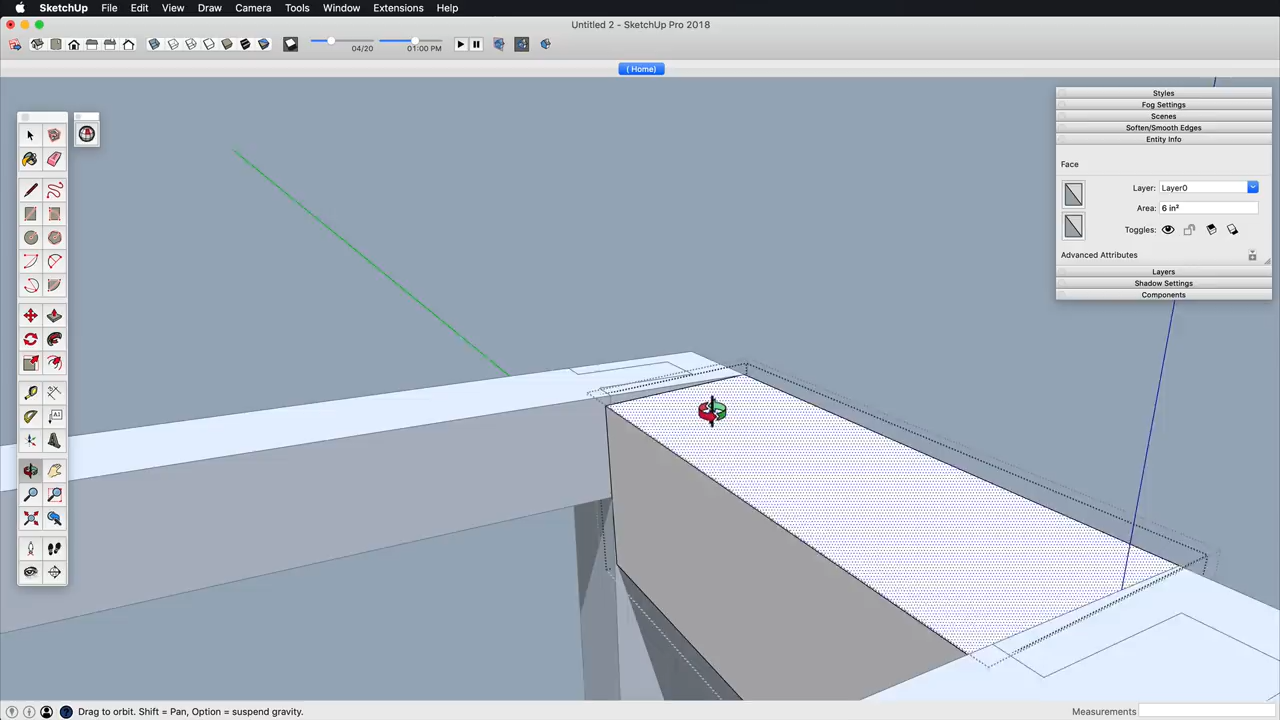 SketchUp File Edit View Draw Camera Tools Window Extensions Help
Untitled 2 - SketchUp Pro 2018
04/20 01:00 PM
( Home)
Styles
Fog Settings
Scenes
Soften/Smooth Edges
Entity Info
Face
Layer: Layer0
Area: 6 in²
Toggles:
Advanced Attributes
Layers
Shadow Settings
Components
Drag to orbit. Shift = Pan, Option = suspend gravity.
Measurements